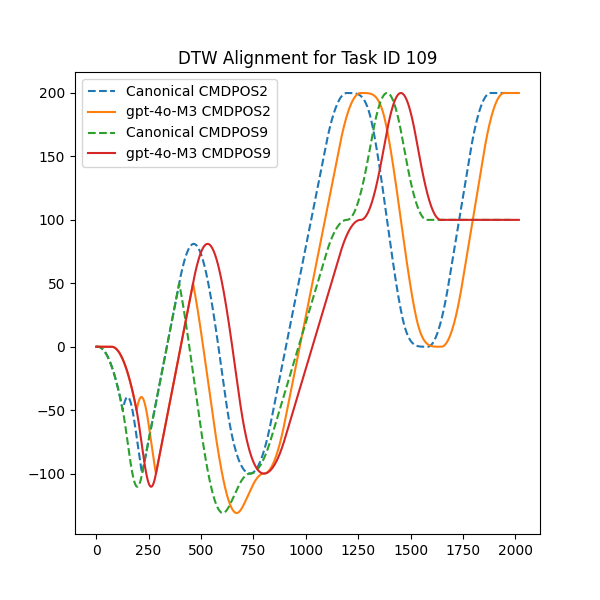 DTW Alignment for Task ID 109
Canonical CMDPOS2
gpt-4o-M3 CMDPOS2
Canonical CMDPOS9
gpt-4o-M3 CMDPOS9
200
150
100
50
0
−50
−100
0 250 500 750 1000 1250 1500 1750 2000